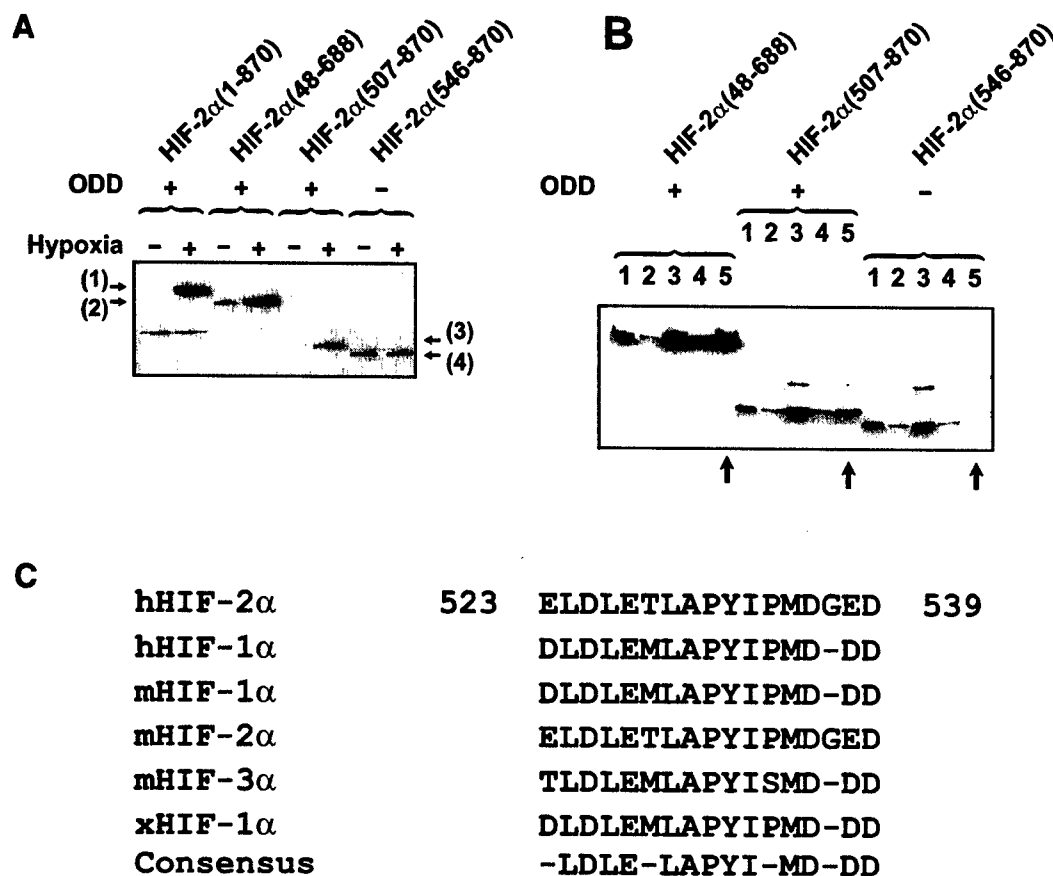 A
HIF-2α(1-870)
HIF-2α(48-688)
HIF-2α(507-870)
HIF-2α(546-870)
ODD + + + -
Hypoxia - + - + - + - +
(1)
(2)
(3)
(4)
B
HIF-2α(48-688)
HIF-2α(507-870)
HIF-2α(546-870)
ODD + + -
1 2 3 4 5
1 2 3 4 5 1 2 3 4 5
C
hHIF-2α 523 ELDLETLAPYIPMDGED 539
hHIF-1α DLDLEMLAPYIPMD-DD
mHIF-1α DLDLEMLAPYIPMD-DD
mHIF-2α ELDLETLAPYIPMDGED
mHIF-3α TLDLEMLAPYISMD-DD
xHIF-1α DLDLEMLAPYIPMD-DD
Consensus -LDLE-LAPYI-MD-DD